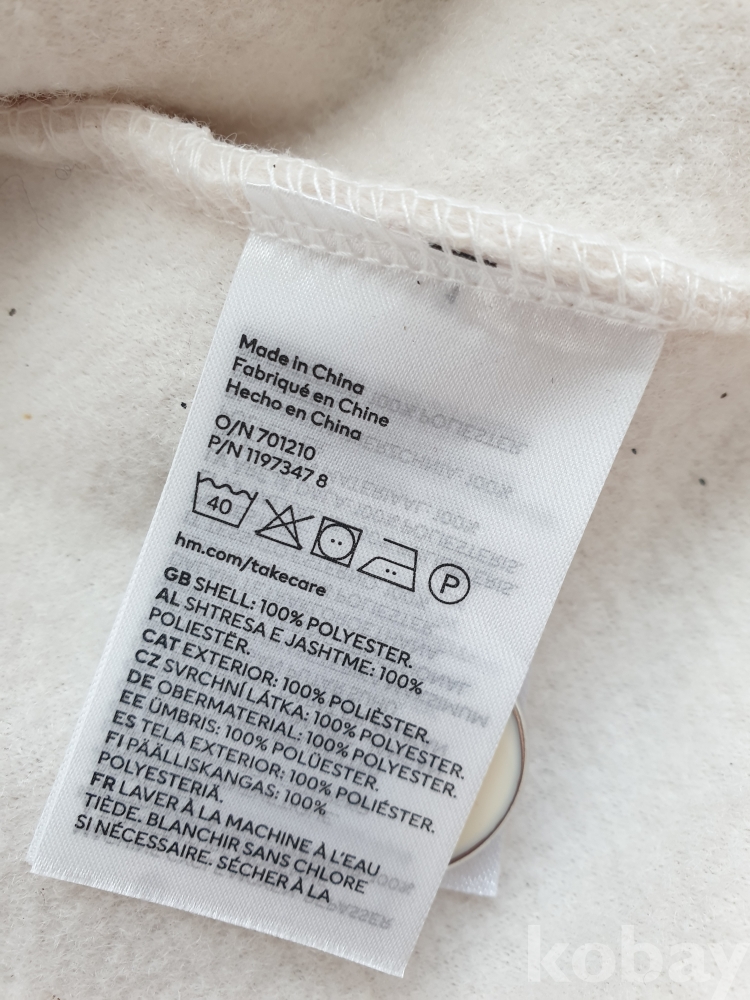 Made in China
Fabriqué en Chine
Hecho en China
O/N 701210
P/N 1197347 8
40
P
hm.com/takecare
GB SHELL: 100% POLYESTER.
AL SHTRESA E JASHTME: 100%
POLIESTËR.
CAT EXTERIOR: 100% POLIÈSTER.
CZ SVRCHNÍ LÁTKA: 100% POLYESTER.
DE OBERMATERIAL: 100% POLYESTER.
EE ÜMBRIS: 100% POLÜESTER.
ES TELA EXTERIOR: 100% POLIÉSTER.
FI PÄÄLLISKANGAS: 100%
POLYESTERIÄ.
FR LAVER À LA MACHINE À L'EAU
TIÈDE. BLANCHIR SANS CHLORE
SI NÉCESSAIRE. SÉCHER À LA
kobay